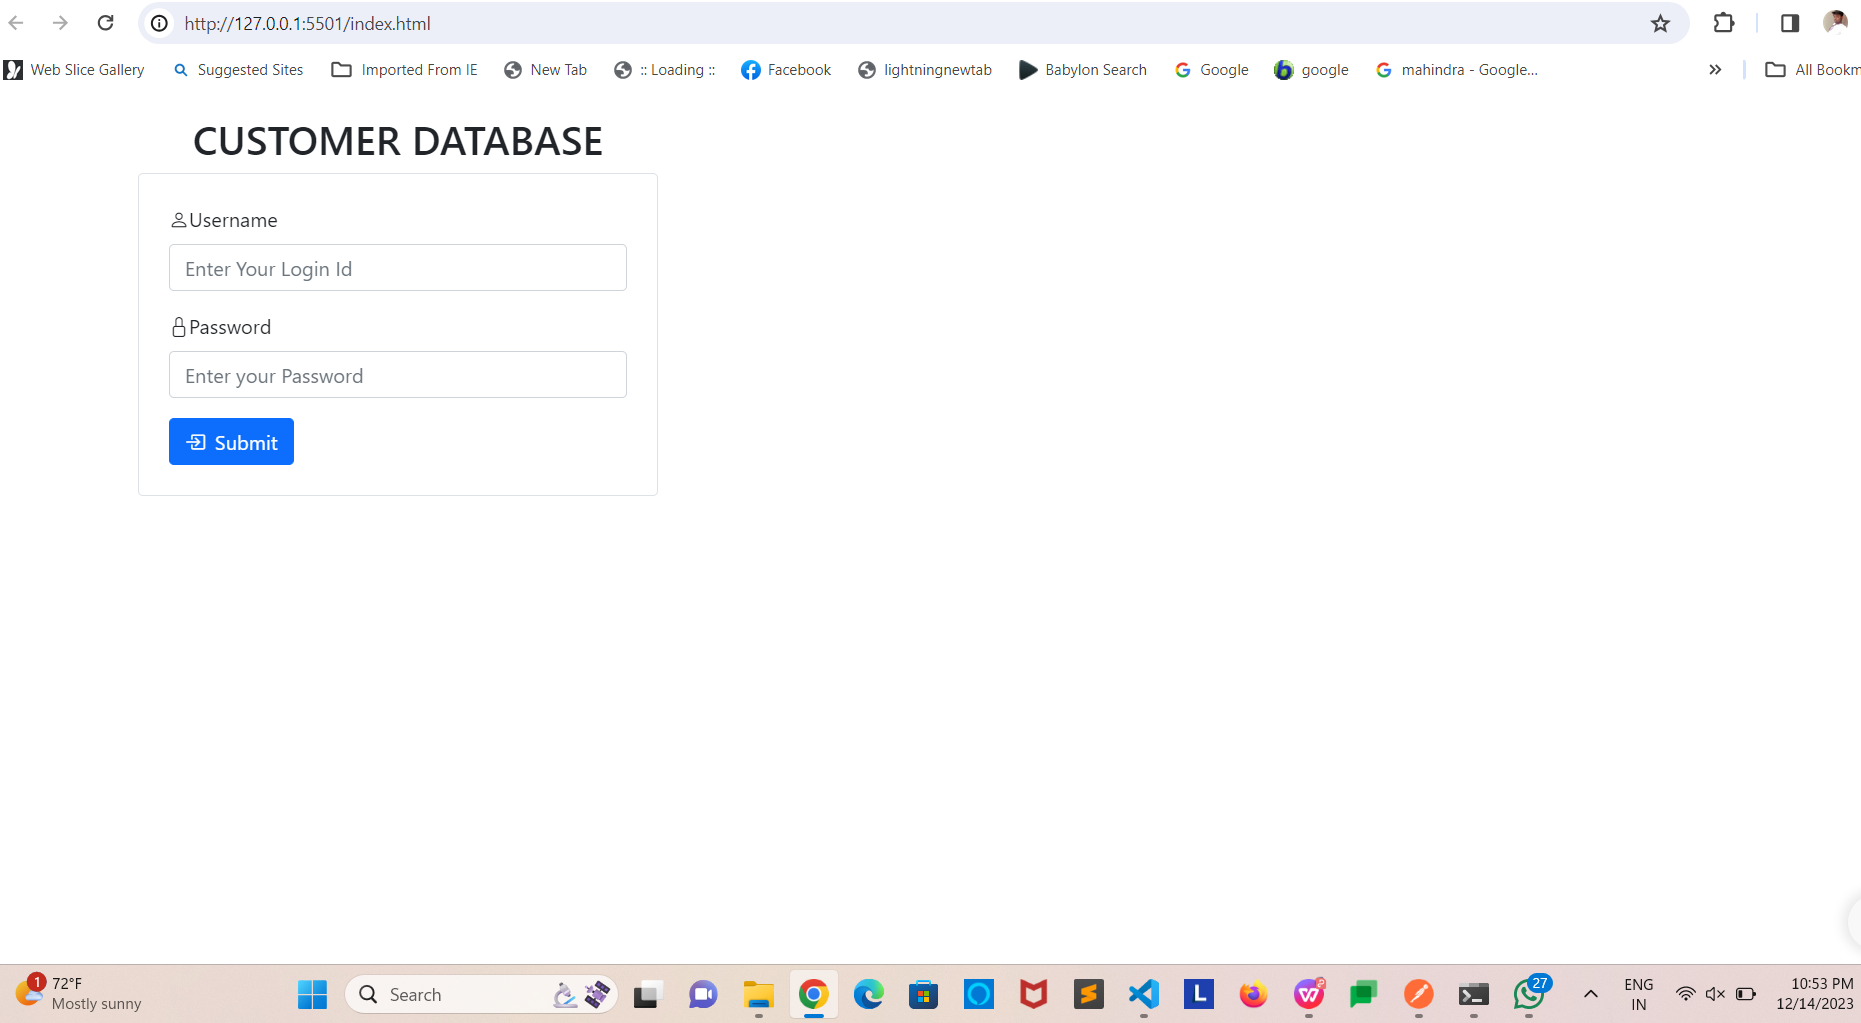 http://127.0.0.1:5501/index.html
Web Slice Gallery Suggested Sites Imported From IE New Tab :: Loading :: Facebook lightningnewtab Babylon Search Google google mahindra - Google... » All Bookm
CUSTOMER DATABASE
Username
Enter Your Login Id
Password
Enter your Password
Submit
1 72°F
Mostly sunny
Search
27
ENG
IN
10:53 PM
12/14/2023